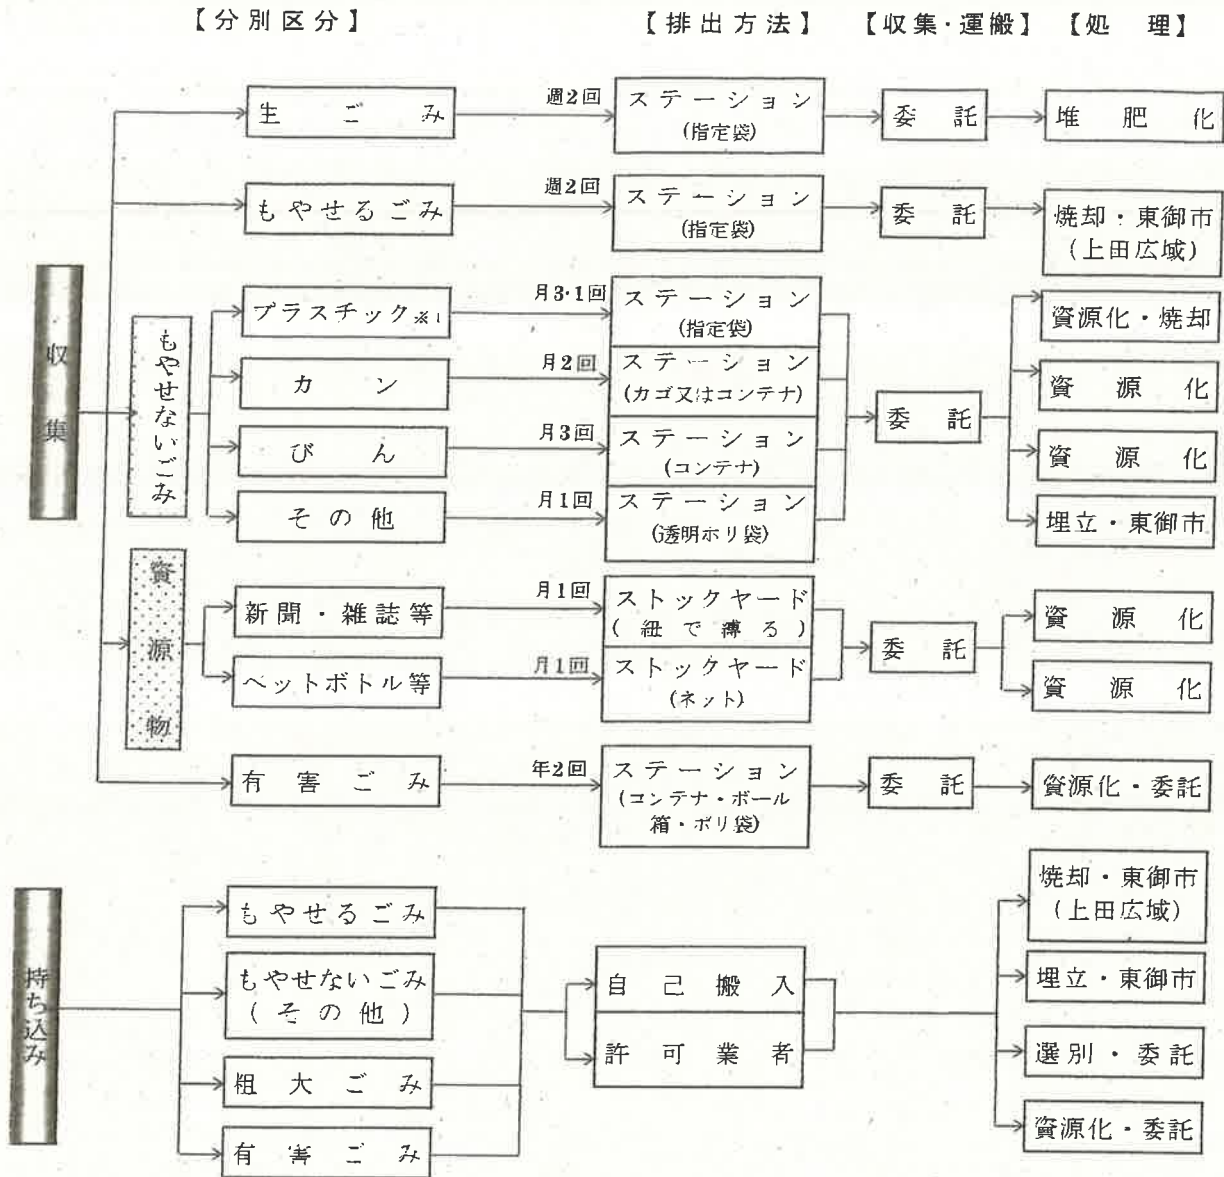 【分別区分】 【排出方法】 【収集・運搬】 【処 理】
収集
生ごみ
週2回
ステーション
(指定袋)
委託
堆肥化
もやせるごみ
週2回
ステーション
(指定袋)
委託
焼却・東御市
(上田広域)
もやせないごみ
プラスチック※1
月3・1回
ステーション
(指定袋)
資源化・焼却
カン
月2回
ステーション
(カゴ又はコンテナ)
資源化
委託
びん
月3回
ステーション
(コンテナ)
資源化
その他
月1回
ステーション
(透明ポリ袋)
埋立・東御市
資源物
新聞・雑誌等
月1回
ストックヤード
(紐で縛る)
委託
資源化
ペットボトル等
月1回
ストックヤード
(ネット)
資源化
有害ごみ
年2回
ステーション
(コンテナ・ボール
箱・ポリ袋)
委託
資源化・委託
持ち込み
もやせるごみ
もやせないごみ
(その他)
粗大ごみ
有害ごみ
自己搬入
許可業者
焼却・東御市
(上田広域)
埋立・東御市
選別・委託
資源化・委託